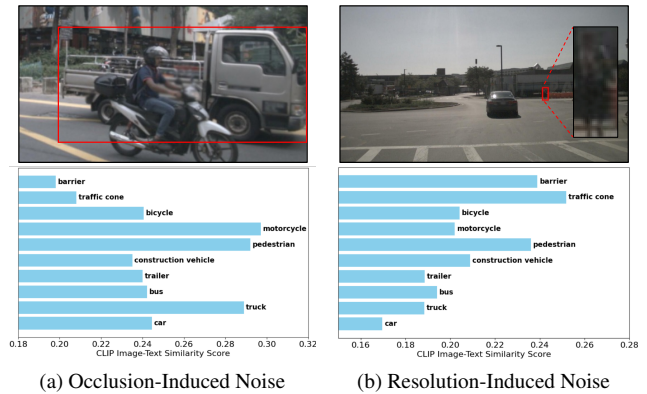 barrier
traffic cone
bicycle
motorcycle
pedestrian
construction vehicle
trailer
bus
truck
car
0.18 0.20 0.22 0.24 0.26 0.28 0.30 0.32
CLIP Image-Text Similarity Score
(a) Occlusion-Induced Noise
barrier
traffic cone
bicycle
motorcycle
pedestrian
construction vehicle
trailer
bus
truck
car
0.16 0.18 0.20 0.22 0.24 0.26 0.28
CLIP Image-Text Similarity Score
(b) Resolution-Induced Noise